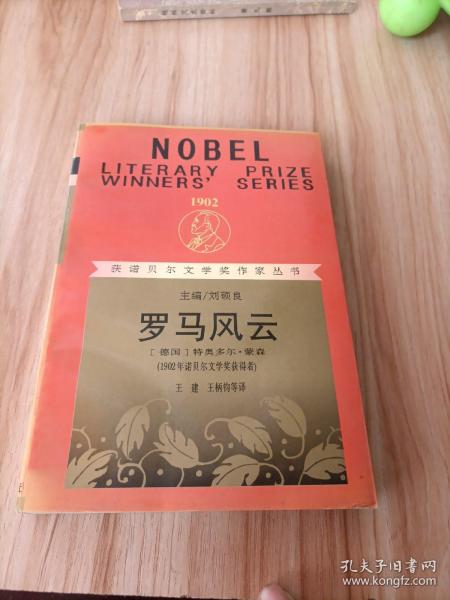 NOBEL
LITERARY PRIZE
WINNERS' SERIES
1902
获诺贝尔文学奖作家丛书
主编/刘硕良
罗马风云
[德国]特奥多尔·蒙森
(1902年诺贝尔文学奖获得者)
王 建 王柄钧等译
孔夫子旧书网
www.kongfz.com